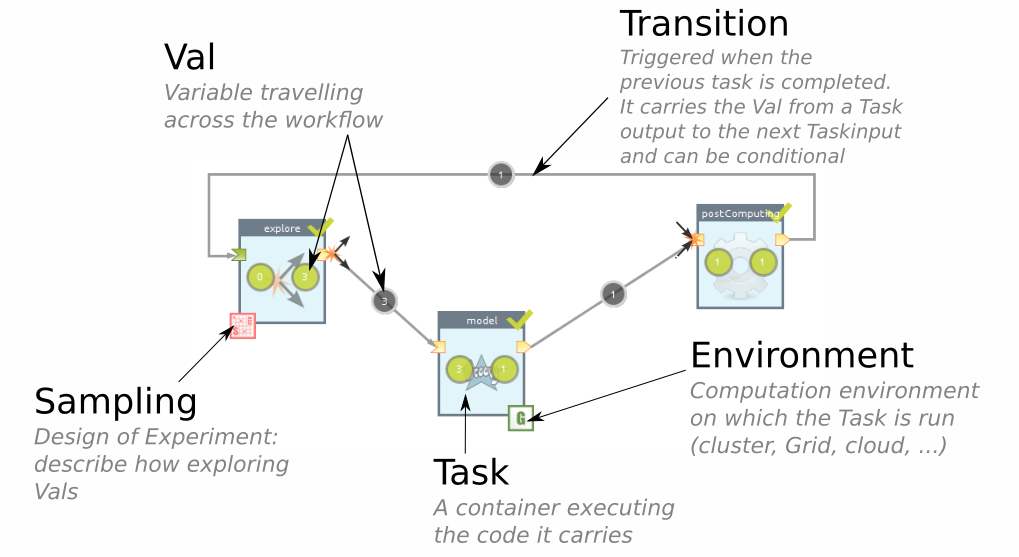 Transition
Triggered when the
previous task is completed.
It carries the Val from a Task
output to the next Taskinput
and can be conditional
Val
Variable travelling
across the workflow
1
explore
0
3
3
model
3
1
G
1
postComputing
1
1
Sampling
Design of Experiment:
describe how exploring
Vals
Task
A container executing
the code it carries
Environment
Computation environment
on which the Task is run
(cluster, Grid, cloud, ...)